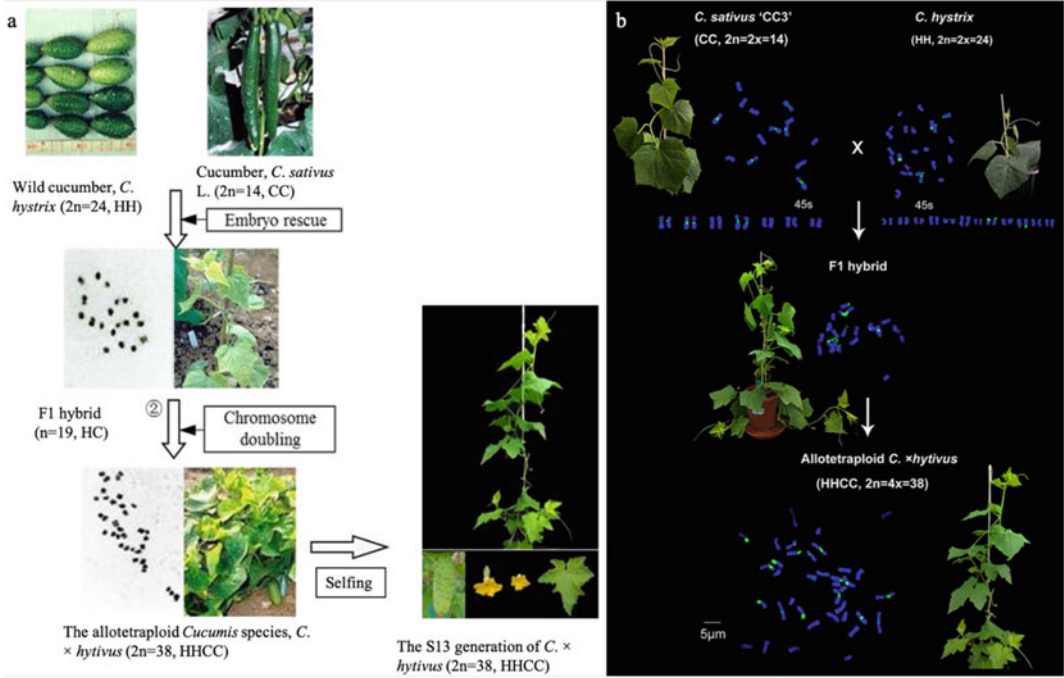 a
Wild cucumber, C.
hystrix (2n=24, HH)
Cucumber, C. sativus
L. (2n=14, CC)
Embryo rescue
F1 hybrid
(n=19, HC)
②
Chromosome
doubling
The allotetraploid Cucumis species, C.
× hytivus (2n=38, HHCC)
Selfing
The S13 generation of C. ×
hytivus (2n=38, HHCC)
b
C. sativus 'CC3'
(CC, 2n=2x=14)
C. hystrix
(HH, 2n=2x=24)
X
45s
45s
F1 hybrid
Allotetraploid C. ×hytivus
(HHCC, 2n=4x=38)
5μm